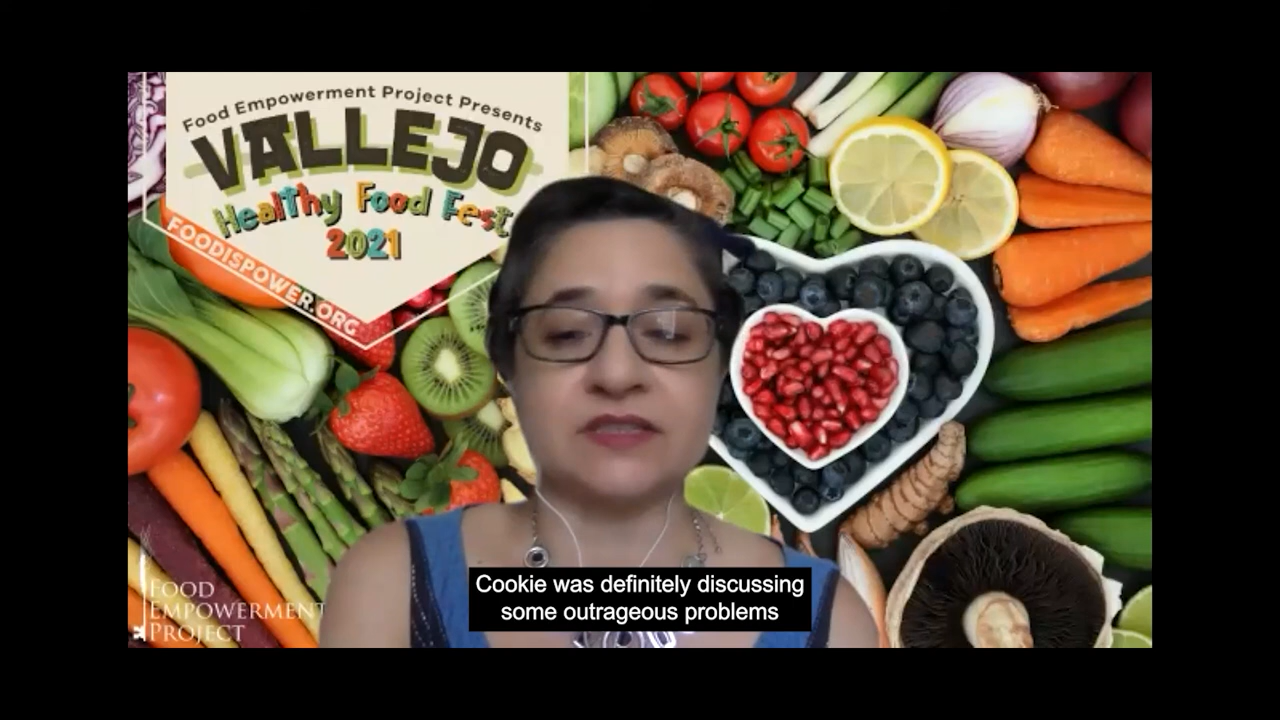 Food Empowerment Project Presents
VALLEJO
Healthy Food Fest
2021
FOODISPOWER.ORG
FOOD
EMPOWERMENT
PROJECT
Cookie was definitely discussing
some outrageous problems